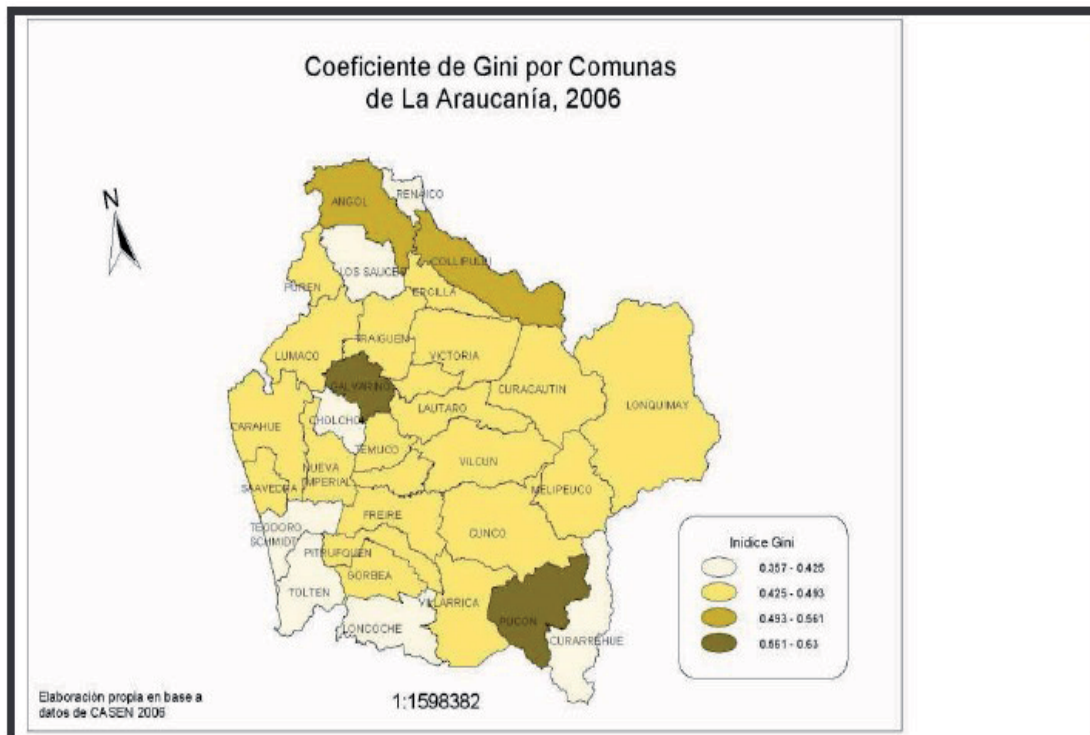 Coeficiente de Gini por Comunas
de La Araucanía, 2006
N
RENAICO
ANGOL
COLLIPULLI
LOS SAUCES
PUREN
ERCILLA
TRAIGUEN
LUMACO
VICTORIA
GALVARINO
CURACAUTIN
LONQUIMAY
LAUTARO
CHOLCHOL
CARAHUE
TEMUCO
VILCUN
NUEVA
IMPERIAL
SAAVEDRA
MELIPEUCO
FREIRE
CUNCO
TEODORO
SCHMIDT
PITRUFQUEN
GORBEA
TOLTEN
VILLARRICA
PUCON
LONCOCHE
CURARREHUE
Inidice Gini
0.357 - 0.425
0.425 - 0.493
0.493 - 0.561
0.561 - 0.63
Elaboración propia en base a
datos de CASEN 2006
1:1598382